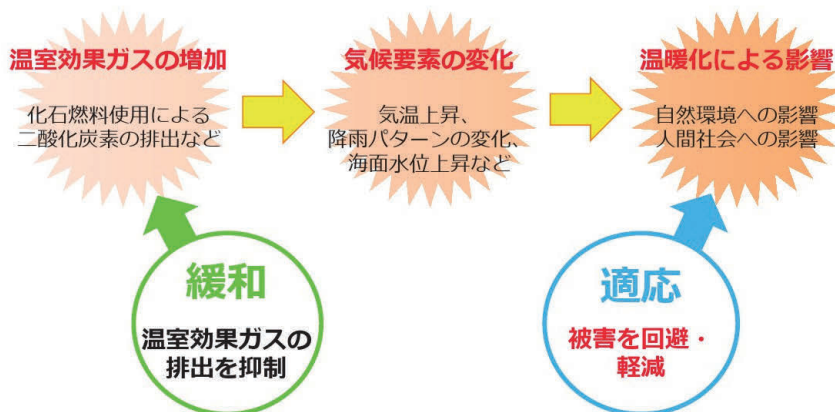 温室効果ガスの増加
化石燃料使用による
二酸化炭素の排出など
気候要素の変化
気温上昇、
降雨パターンの変化、
海面水位上昇など
温暖化による影響
自然環境への影響
人間社会への影響
緩和
温室効果ガスの
排出を抑制
適応
被害を回避・
軽減